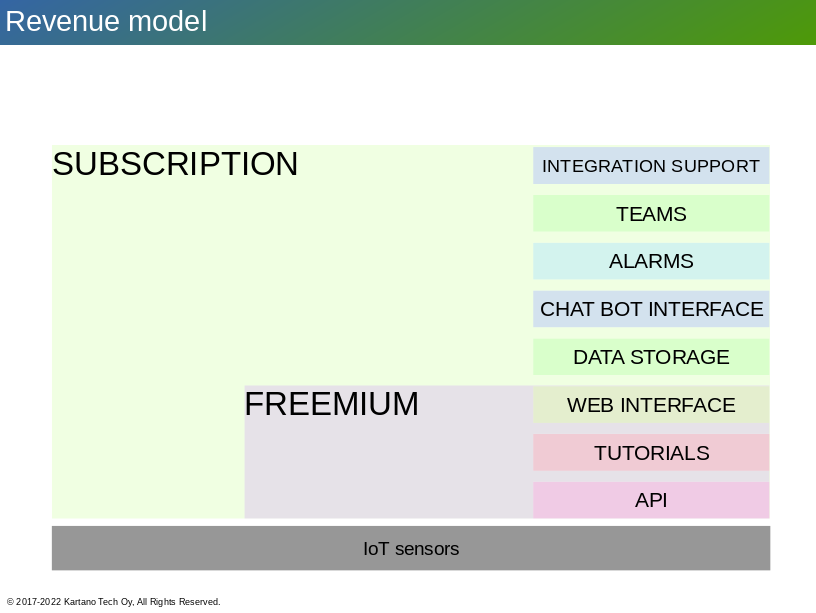 Revenue model
SUBSCRIPTION
INTEGRATION SUPPORT
TEAMS
ALARMS
CHAT BOT INTERFACE
DATA STORAGE
FREEMIUM
WEB INTERFACE
TUTORIALS
API
IoT sensors
© 2017-2022 Kartano Tech Oy, All Rights Reserved.